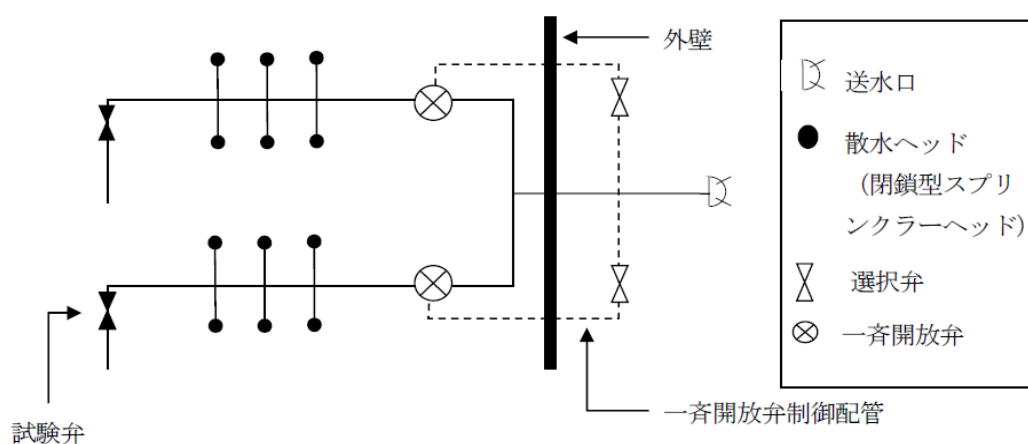 外壁
送水口
散水ヘッド
(閉鎖型スプリ
ンクラーヘッド)
選択弁
一斉開放弁
一斉開放弁制御配管
試験弁